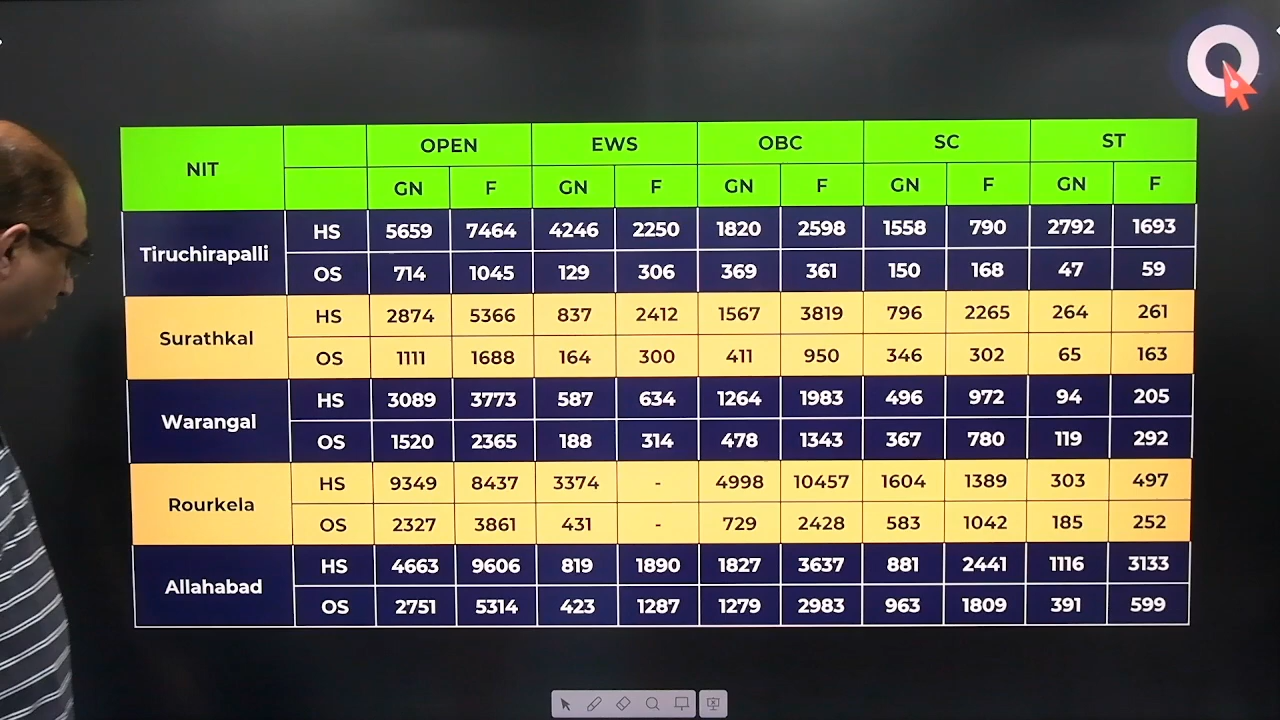 NIT OPEN EWS OBC SC ST
GN F GN F GN F GN F GN F
Tiruchirapalli HS 5659 7464 4246 2250 1820 2598 1558 790 2792 1693
OS 714 1045 129 306 369 361 150 168 47 59
Surathkal HS 2874 5366 837 2412 1567 3819 796 2265 264 261
OS 1111 1688 164 300 411 950 346 302 65 163
Warangal HS 3089 3773 587 634 1264 1983 496 972 94 205
OS 1520 2365 188 314 478 1343 367 780 119 292
Rourkela HS 9349 8437 3374 - 4998 10457 1604 1389 303 497
OS 2327 3861 431 - 729 2428 583 1042 185 252
Allahabad HS 4663 9606 819 1890 1827 3637 881 2441 1116 3133
OS 2751 5314 423 1287 1279 2983 963 1809 391 599